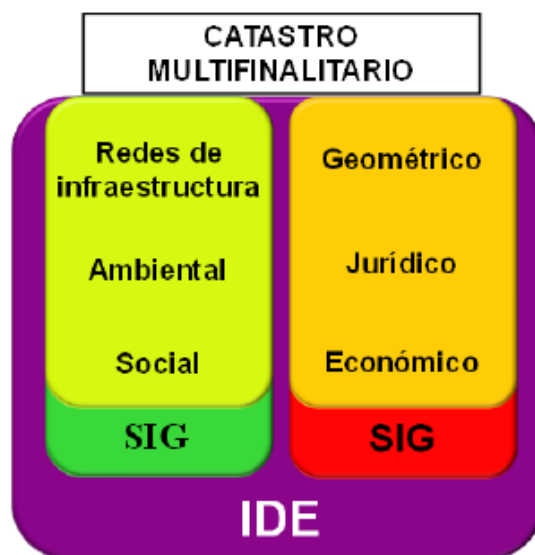 CATASTRO
MULTIFINALITARIO
Redes de
infraestructura
Ambiental
Social
SIG
Geométrico
Jurídico
Económico
SIG
IDE